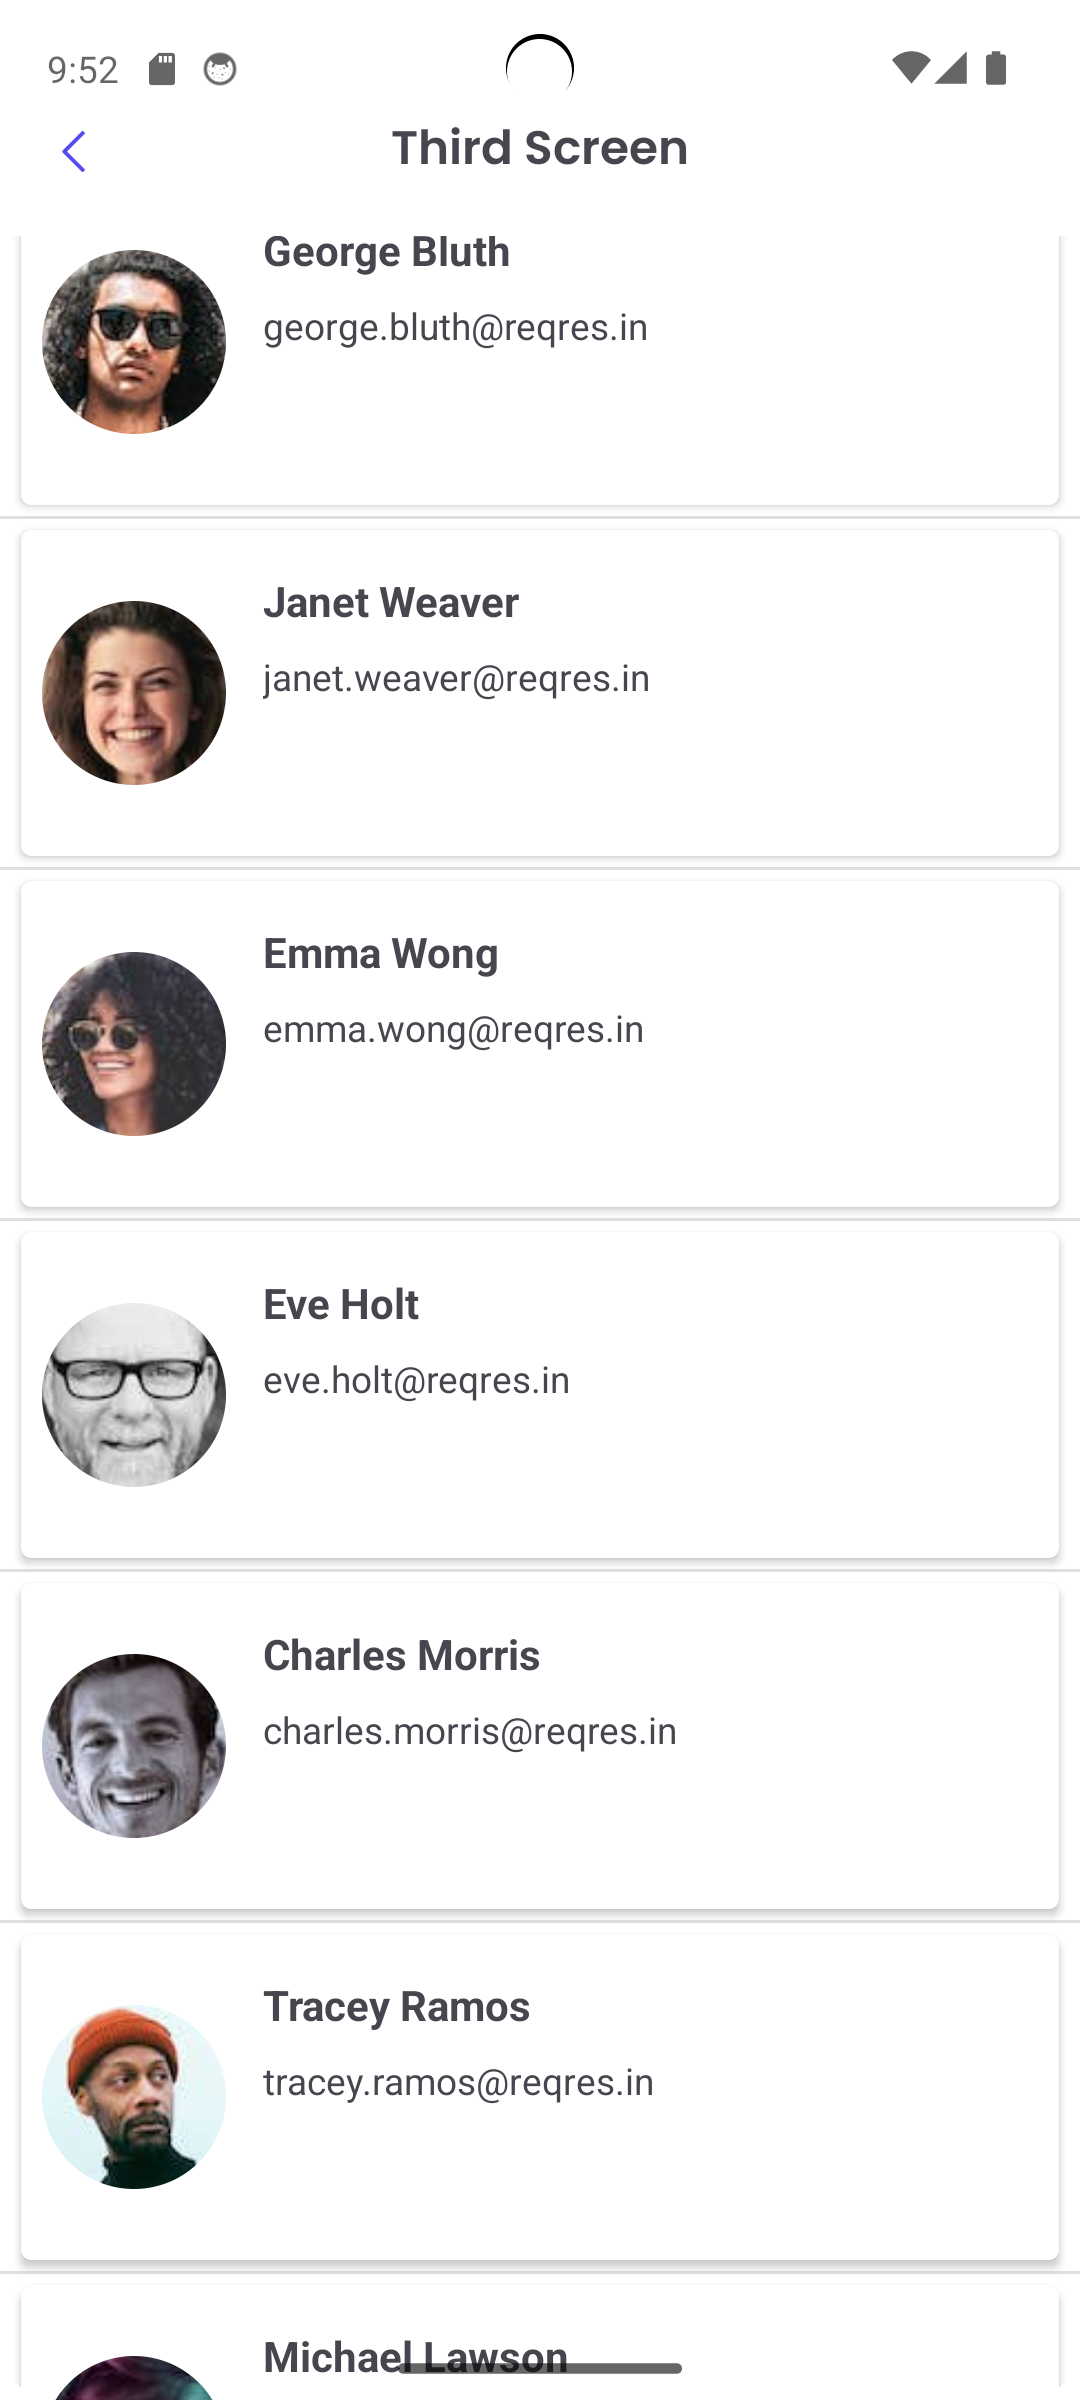 9:52
Third Screen
George Bluth
george.bluth@reqres.in
Janet Weaver
janet.weaver@reqres.in
Emma Wong
emma.wong@reqres.in
Eve Holt
eve.holt@reqres.in
Charles Morris
charles.morris@reqres.in
Tracey Ramos
tracey.ramos@reqres.in
Michael Lawson